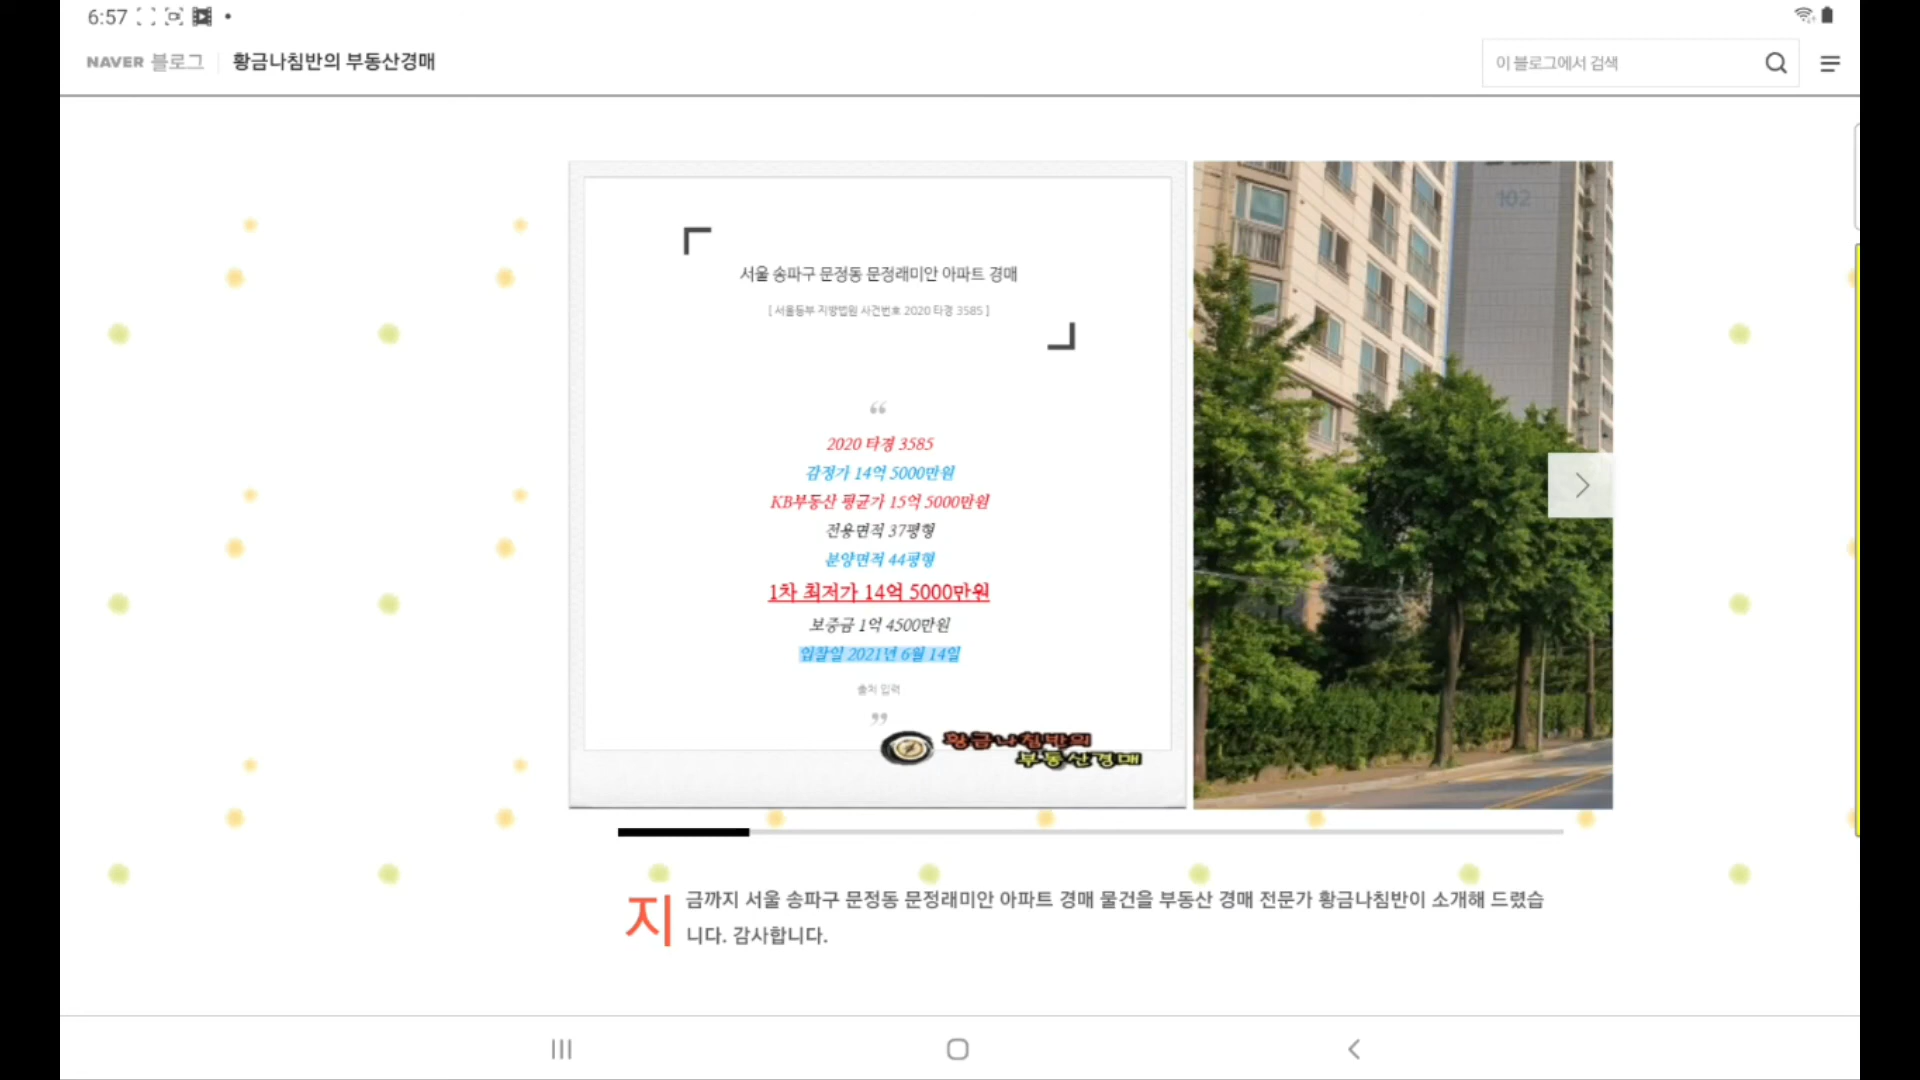 6:57
NAVER 블로그
황금나침반의 부동산경매
이 블로그에서 검색
서울 송파구 문정동 문정래미안 아파트 경매
[ 서울동부 지방법원 사건번호 2020 타경 3585 ]
“
2020 타경 3585
감정가 14억 5000만원
KB부동산 평균가 15억 5000만원
전용면적 37평형
분양면적 44평형
1차 최저가 14억 5000만원
보증금 1억 4500만원
입찰일 2021년 6월 14일
출처 입력
”
황금나침반의
부동산경매
102
지금까지 서울 송파구 문정동 문정래미안 아파트 경매 물건을 부동산 경매 전문가 황금나침반이 소개해 드렸습
니다. 감사합니다.